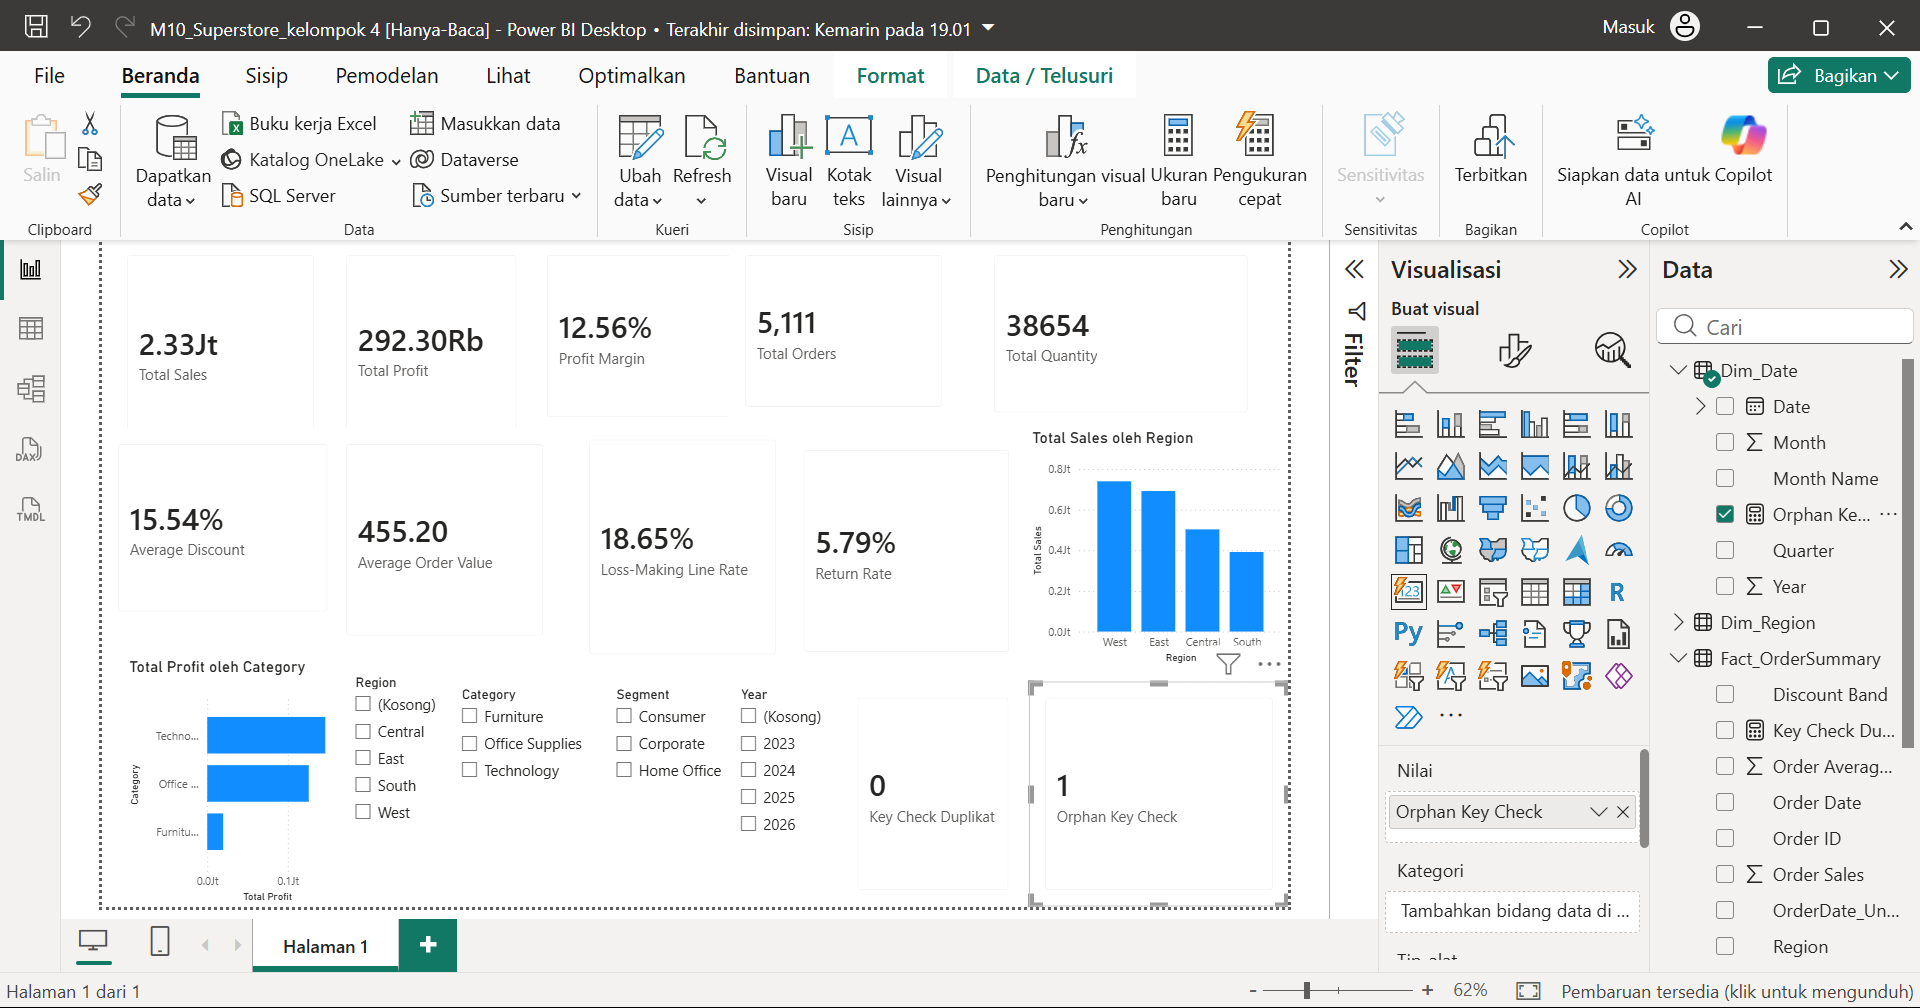 M10_Superstore_kelompok 4 [Hanya-Baca] - Power BI Desktop • Terakhir disimpan: Kemarin pada 19.01
Masuk
File
Beranda
Sisip
Pemodelan
Lihat
Optimalkan
Bantuan
Format
Data / Telusuri
Bagikan
Salin
Clipboard
Dapatkan data
Buku kerja Excel
Katalog OneLake
SQL Server
Masukkan data
Dataverse
Sumber terbaru
Data
Ubah data
Refresh
Kueri
Visual baru
Kotak teks
Visual lainnya
Sisip
Penghitungan visual baru
Ukuran baru
Pengukuran cepat
Penghitungan
Sensitivitas
Sensitivitas
Terbitkan
Bagikan
Siapkan data untuk AI
Copilot
Copilot
DAX
TMDL
2.33Jt
Total Sales
292.30Rb
Total Profit
12.56%
Profit Margin
5,111
Total Orders
38654
Total Quantity
15.54%
Average Discount
455.20
Average Order Value
18.65%
Loss-Making Line Rate
5.79%
Return Rate
Total Sales oleh Region
0.8Jt
0.6Jt
0.4Jt
0.2Jt
0.0Jt
Total Sales
West
East
Central
South
Region
Total Profit oleh Category
Category
Techno...
Office ...
Furnitu...
0.0Jt
0.1Jt
Total Profit
Region
(Kosong)
Central
East
South
West
Category
Furniture
Office Supplies
Technology
Segment
Consumer
Corporate
Home Office
Year
(Kosong)
2023
2024
2025
2026
0
Key Check Duplikat
1
Orphan Key Check
Filter
Visualisasi
Buat visual
123
R
Py
Nilai
Orphan Key Check
Kategori
Tambahkan bidang data di ...
Data
Cari
Dim_Date
Date
Month
Month Name
Orphan Ke...
Quarter
Year
Dim_Region
Fact_OrderSummary
Discount Band
Key Check Du...
Order Averag...
Order Date
Order ID
Order Sales
OrderDate_Un...
Region
Halaman 1
Halaman 1 dari 1
62%
Pembaruan tersedia (klik untuk mengunduh)